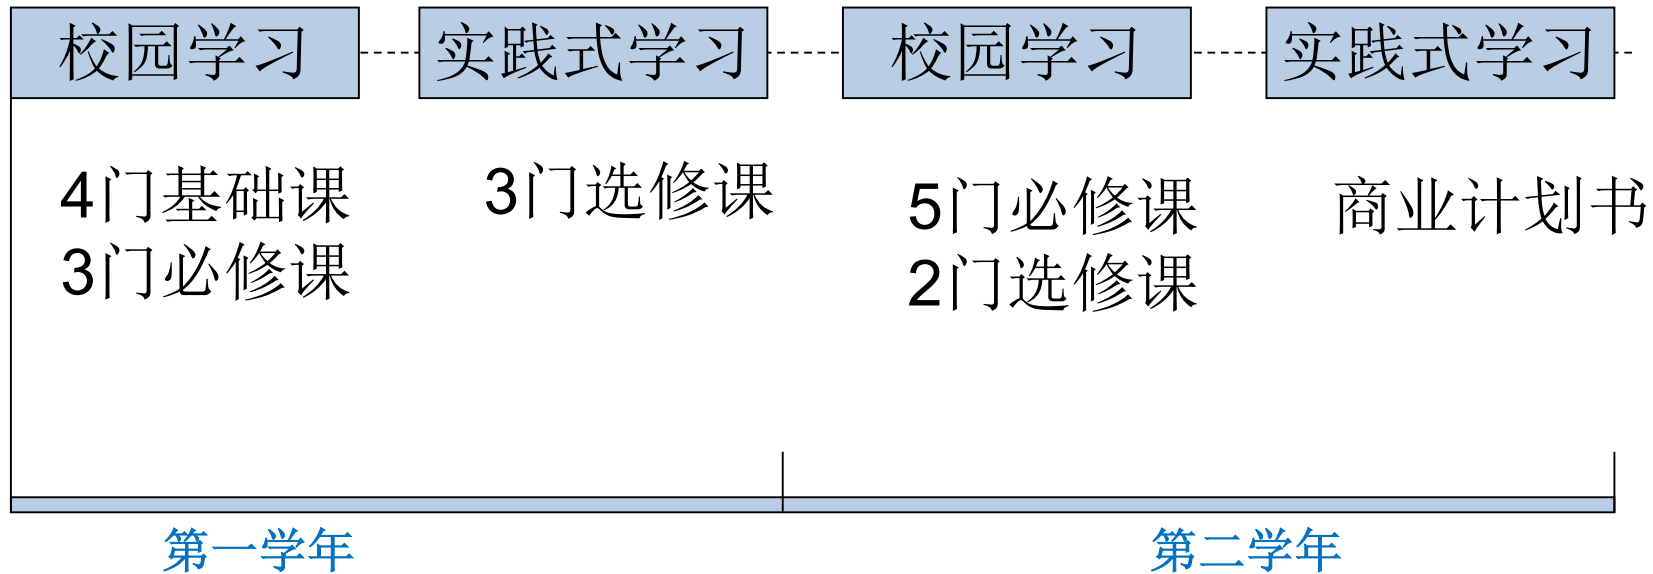 校园学习
实践式学习
校园学习
实践式学习
4门基础课
3门必修课
3门选修课
5门必修课
2门选修课
商业计划书
第一学年
第二学年